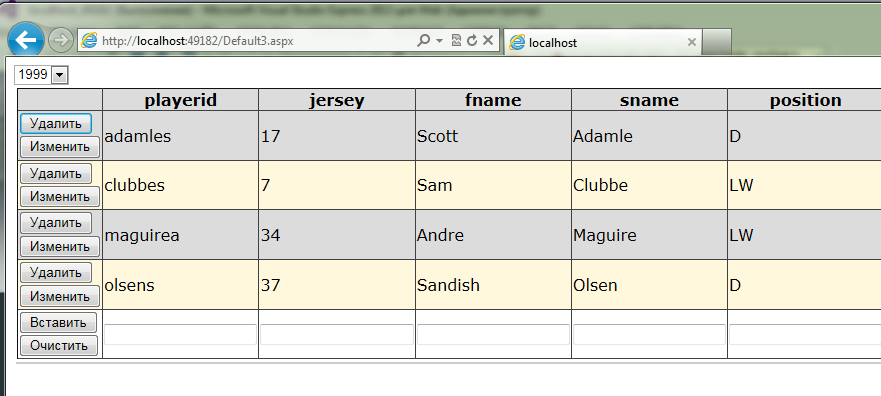 http://localhost:49182/Default3.aspx
localhost
1999
playerid jersey fname sname position
Удалить
Изменить
adamles 17 Scott Adamle D
Удалить
Изменить
clubbes 7 Sam Clubbe LW
Удалить
Изменить
maguirea 34 Andre Maguire LW
Удалить
Изменить
olsens 37 Sandish Olsen D
Вставить
Очистить